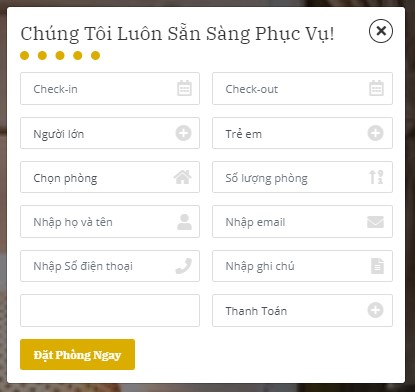 Chúng Tôi Luôn Sẵn Sàng Phục Vụ!
Check-in
Check-out
Người lớn
Trẻ em
Chọn phòng
Số lượng phòng
Nhập họ và tên
Nhập email
Nhập Số điện thoại
Nhập ghi chú
Thanh Toán
Đặt Phòng Ngay